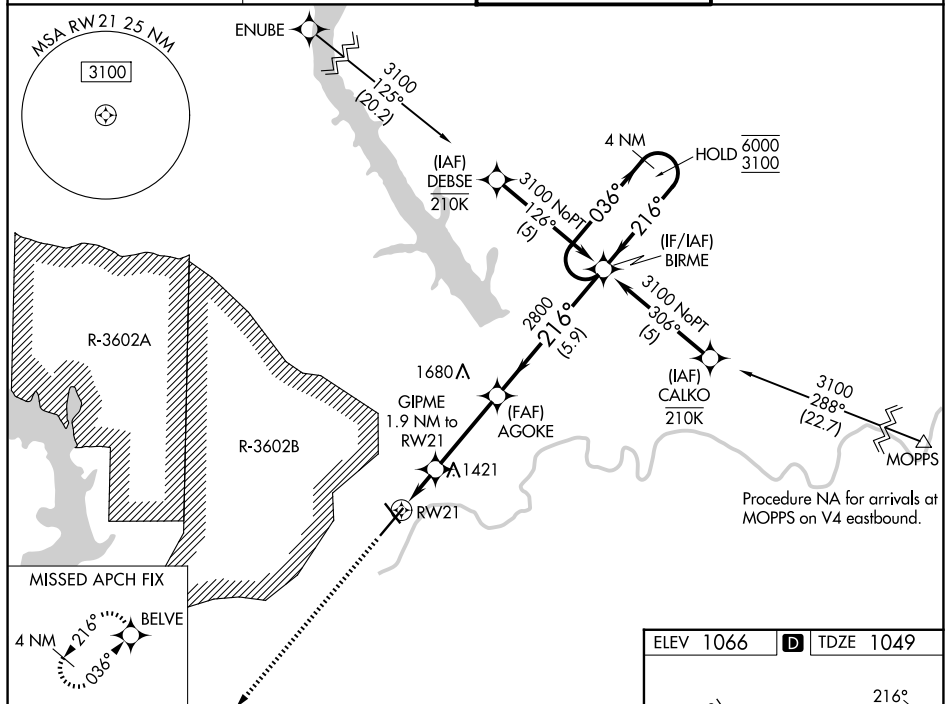 MSA RW21 25 NM
3100
ENUBE
3100
125°
(20.2)
(IAF)
DEBSE
210K
3100 NoPT
126°
(5)
4 NM
HOLD
6000
3100
036°
216°
(IF/IAF)
BIRME
3100 NoPT
306°
(5)
(IAF)
CALKO
210K
3100
288°
(22.7)
MOPPS
Procedure NA for arrivals at
MOPPS on V4 eastbound.
2800
216°
(5.9)
R-3602A
R-3602B
1680
(FAF)
AGOKE
GIPME
1.9 NM to
RW21
1421
RW21
MISSED APCH FIX
BELVE
4 NM
216°
036°
ELEV 1066
D
TDZE 1049
216°